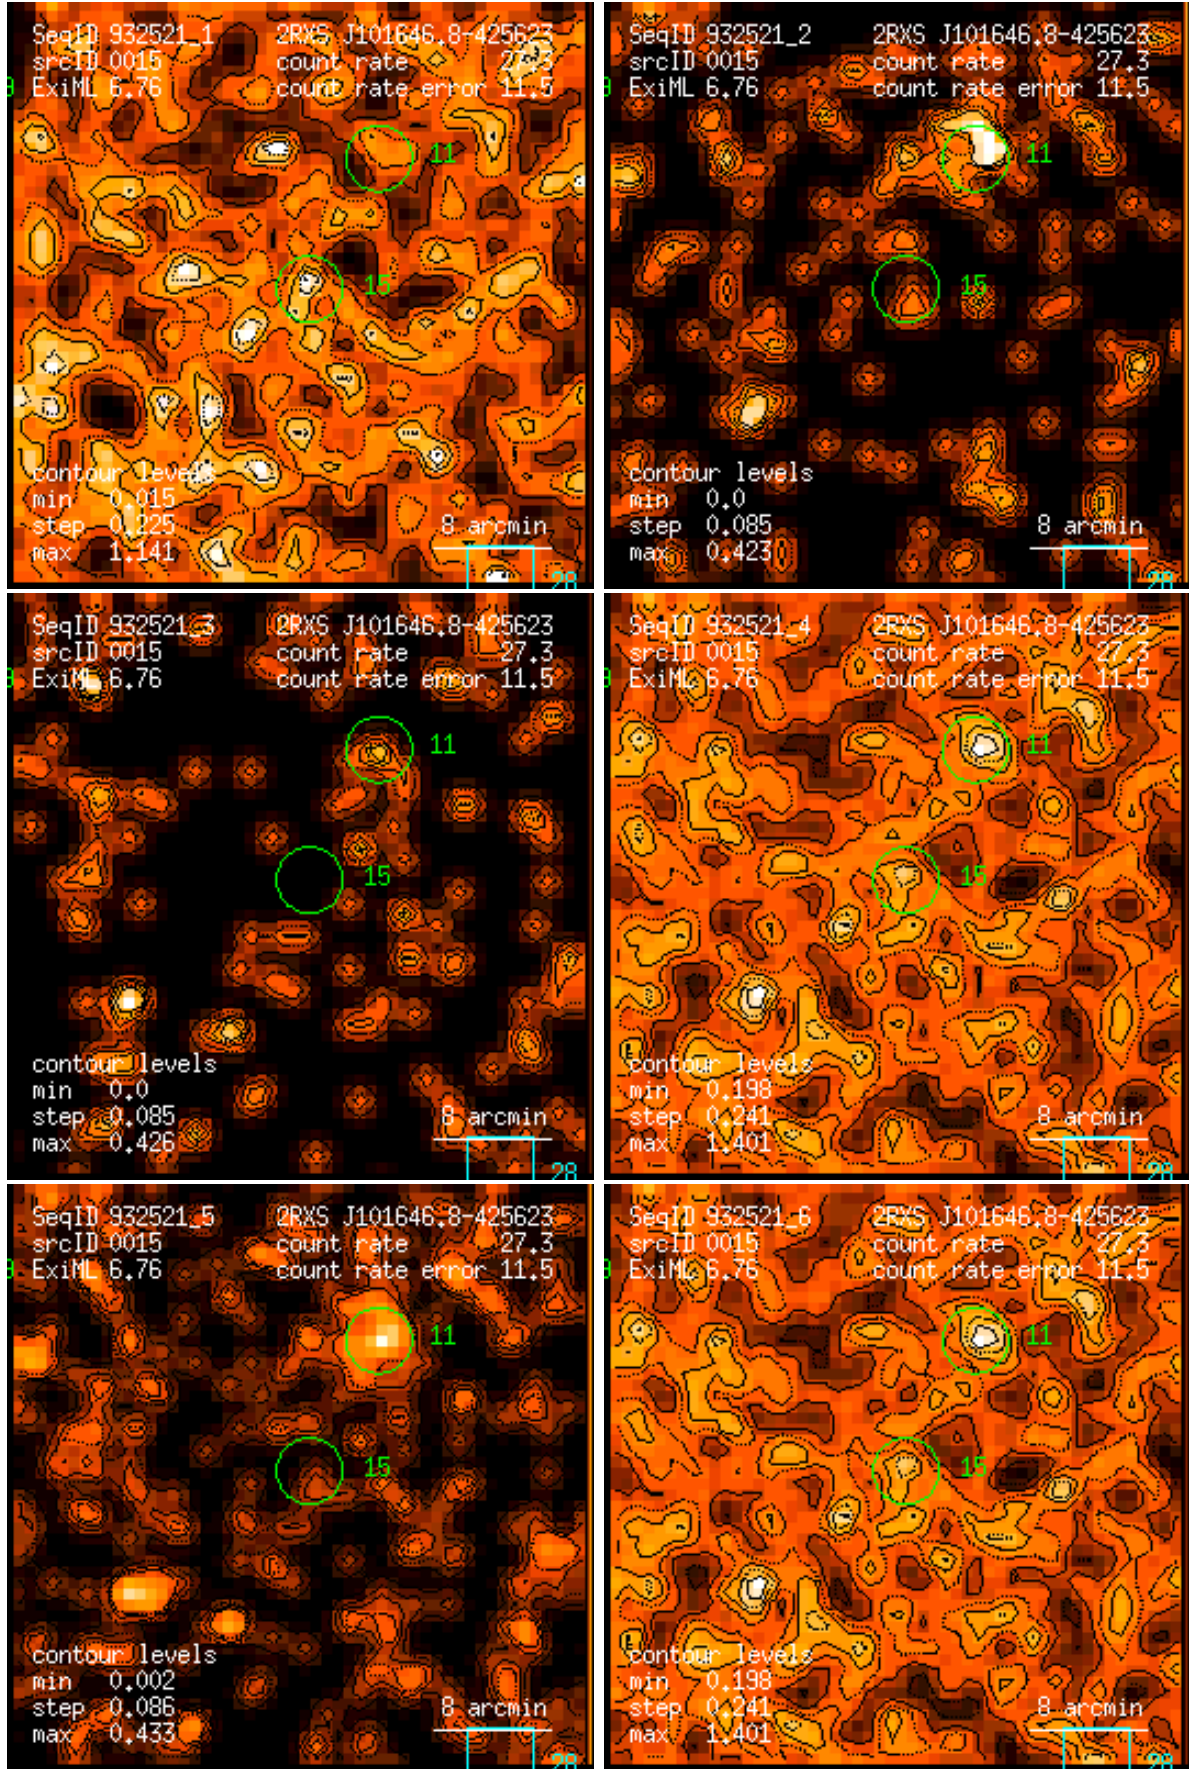 SeqID 932521_1 2RXS J101646.8-425623
srcID 0015 count rate 27.3
9 ExiML 6.76 count rate error 11.5
11
15
contour levels
min 0.015
step 0.225 8 arcmin
max 1.141
28
SeqID 932521_2 2RXS J101646.8-425623
srcID 0015 count rate 27.3
9 ExiML 6.76 count rate error 11.5
11
15
contour levels
min 0.0
step 0.085 8 arcmin
max 0.423
28
SeqID 932521_3 2RXS J101646.8-425623
srcID 0015 count rate 27.3
9 ExiML 6.76 count rate error 11.5
11
15
contour levels
min 0.0
step 0.085 8 arcmin
max 0.426
28
SeqID 932521_4 2RXS J101646.8-425623
srcID 0015 count rate 27.3
9 ExiML 6.76 count rate error 11.5
11
15
contour levels
min 0.198
step 0.241 8 arcmin
max 1.401
28
SeqID 932521_5 2RXS J101646.8-425623
srcID 0015 count rate 27.3
9 ExiML 6.76 count rate error 11.5
11
15
contour levels
min 0.002
step 0.086 8 arcmin
max 0.433
28
SeqID 932521_6 2RXS J101646.8-425623
srcID 0015 count rate 27.3
9 ExiML 6.76 count rate error 11.5
11
15
contour levels
min 0.198
step 0.241 8 arcmin
max 1.401
28